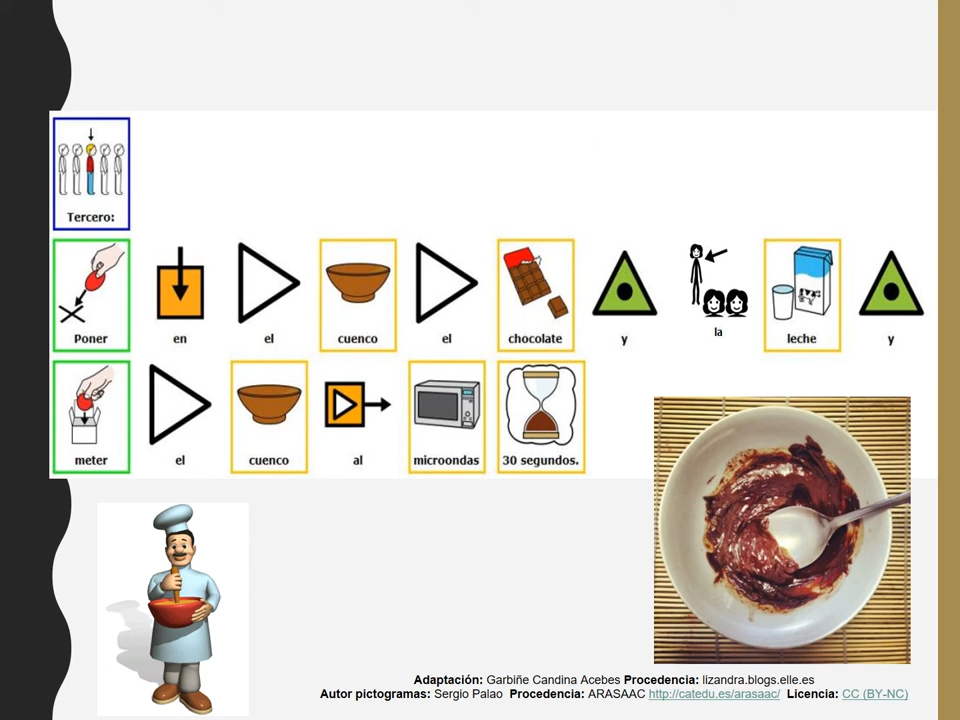 Tercero:
Poner en el cuenco el chocolate y la leche y
meter el cuenco al microondas 30 segundos.
Adaptación: Garbiñe Candina Acebes Procedencia: lizandra.blogs.elle.es
Autor pictogramas: Sergio Palao Procedencia: ARASAAC http://catedu.es/arasaac/ Licencia: CC (BY-NC)